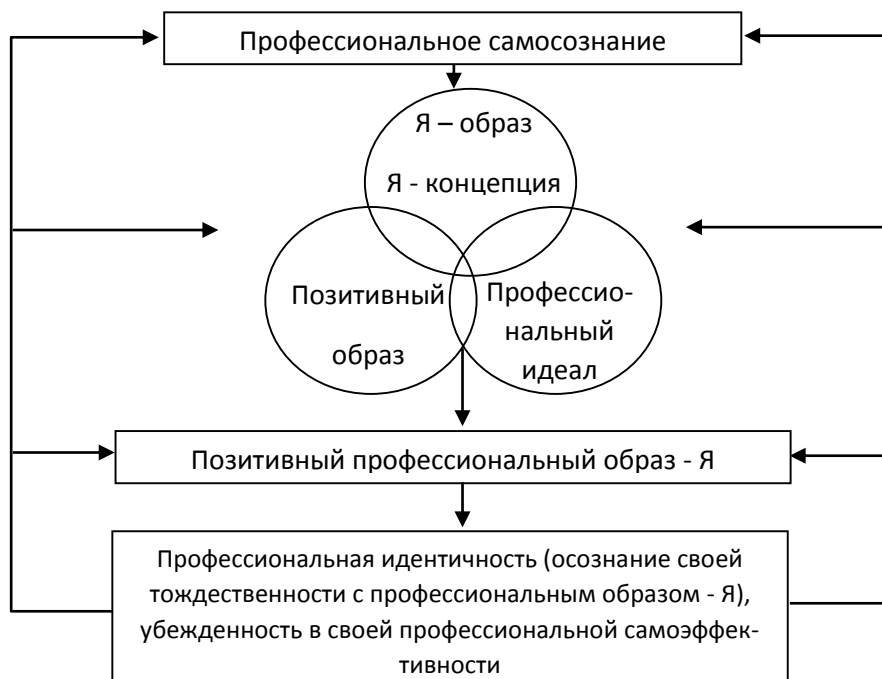 Профессиональное самосознание
Я – образ
Я - концепция
Позитивный
образ
Профессио-
нальный
идеал
Позитивный профессиональный образ - Я
Профессиональная идентичность (осознание своей
тождественности с профессиональным образом - Я),
убежденность в своей профессиональной самоэффек-
тивности